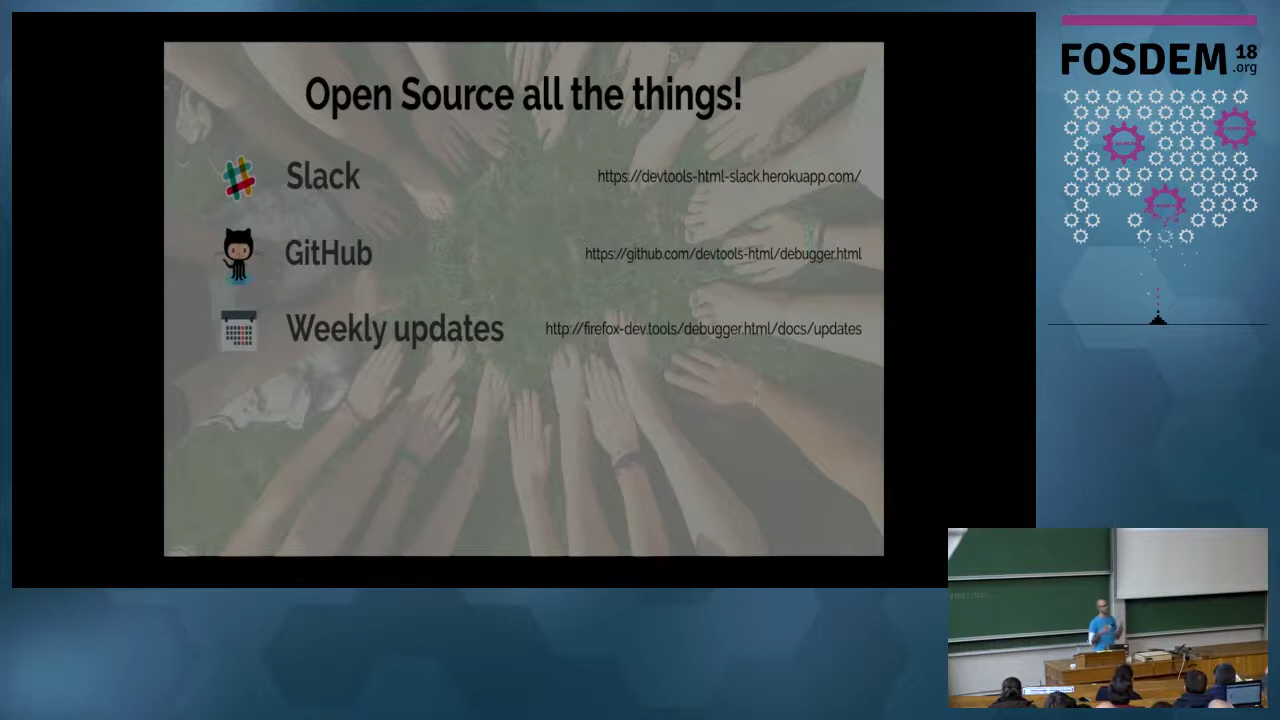 Open Source all the things!
Slack
https://devtools-html-slack.herokuapp.com/
GitHub
https://github.com/devtools-html/debugger.html
Weekly updates
http://firefox-dev.tools/debugger.html/docs/updates
FOSDEM 18
.org